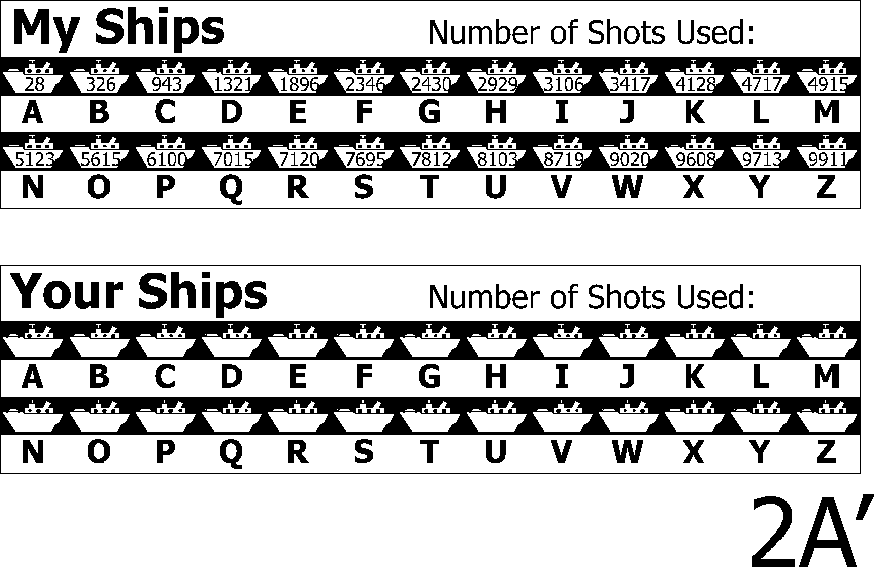 My Ships Number of Shots Used:
28 326 943 1321 1896 2346 2430 2929 3106 3417 4128 4717 4915
A B C D E F G H I J K L M
5123 5615 6100 7015 7120 7695 7812 8103 8719 9020 9608 9713 9911
N O P Q R S T U V W X Y Z
Your Ships Number of Shots Used:
A B C D E F G H I J K L M
N O P Q R S T U V W X Y Z
2A′